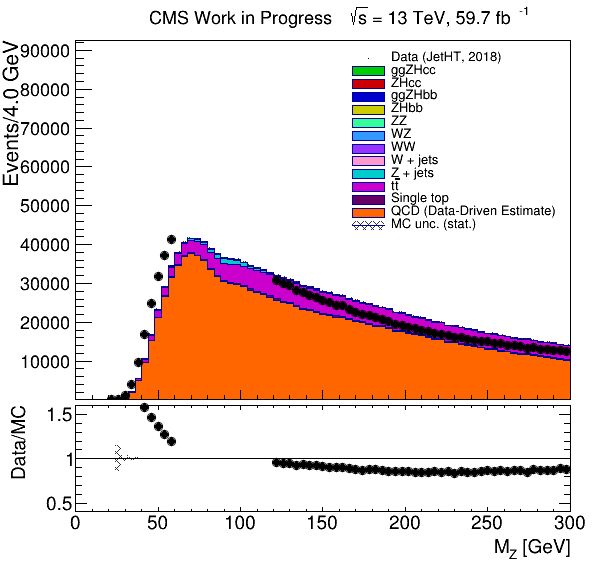 CMS Work in Progress √s = 13 TeV, 59.7 fb -1
Events/4.0 GeV
90000
80000
70000
60000
50000
40000
30000
20000
10000
Data (JetHT, 2018)
ggZHcc
ZHcc
ggZHbb
ZHbb
ZZ
WZ
WW
W + jets
Z + jets
tt̅
Single top
QCD (Data-Driven Estimate)
MC unc. (stat.)
Data/MC
1.5
1
0.5
0 50 100 150 200 250 300
M_Z [GeV]